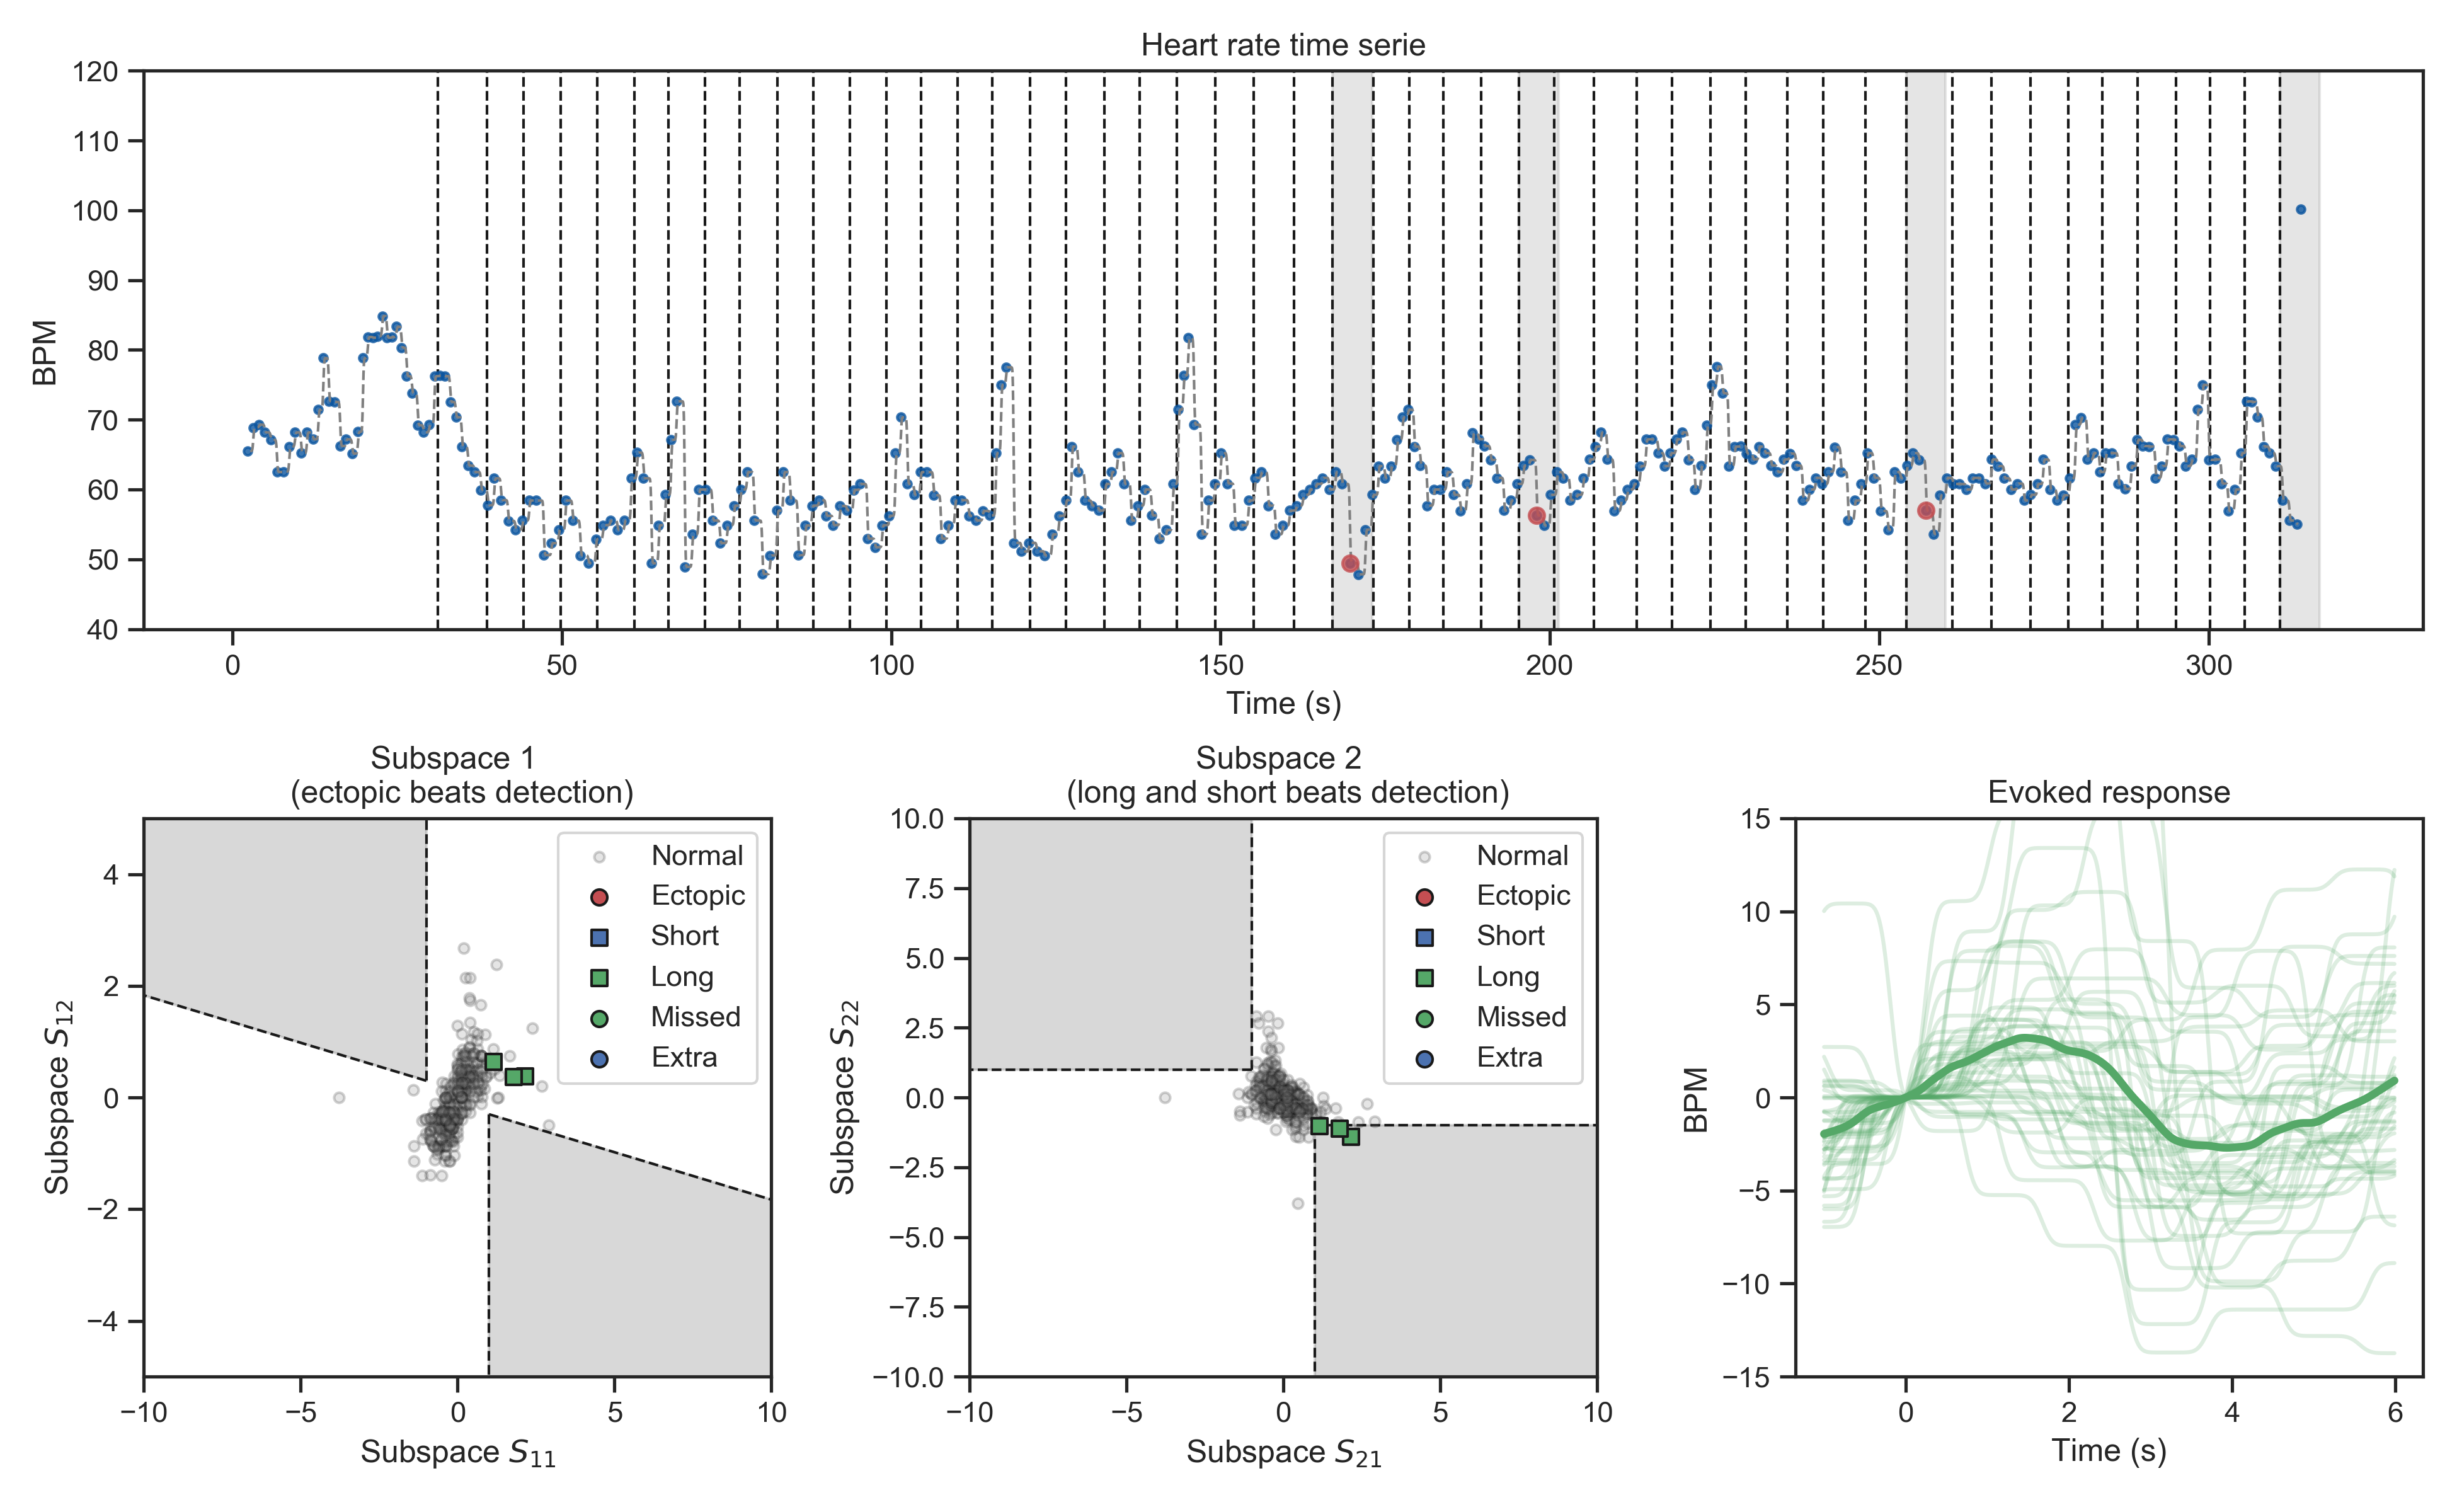 Heart rate time serie
120
110
100
90
80
70
60
50
40
BPM
0 50 100 150 200 250 300
Time (s)
Subspace 1
(ectopic beats detection)
4
2
0
−2
−4
Subspace S12
−10 −5 0 5 10
Subspace S11
Normal
Ectopic
Short
Long
Missed
Extra
Subspace 2
(long and short beats detection)
10.0
7.5
5.0
2.5
0.0
−2.5
−5.0
−7.5
−10.0
Subspace S22
−10 −5 0 5 10
Subspace S21
Normal
Ectopic
Short
Long
Missed
Extra
Evoked response
15
10
5
0
−5
−10
−15
BPM
0 2 4 6
Time (s)